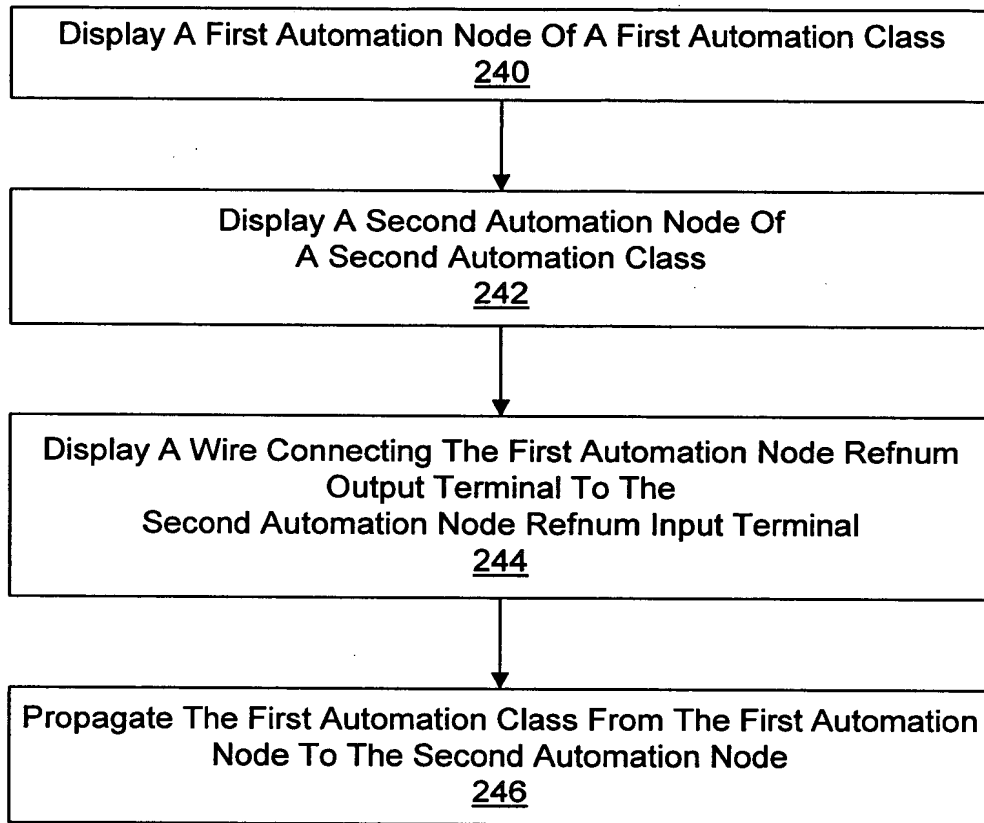 Display A First Automation Node Of A First Automation Class
240
Display A Second Automation Node Of
A Second Automation Class
242
Display A Wire Connecting The First Automation Node Refnum
Output Terminal To The
Second Automation Node Refnum Input Terminal
244
Propagate The First Automation Class From The First Automation
Node To The Second Automation Node
246